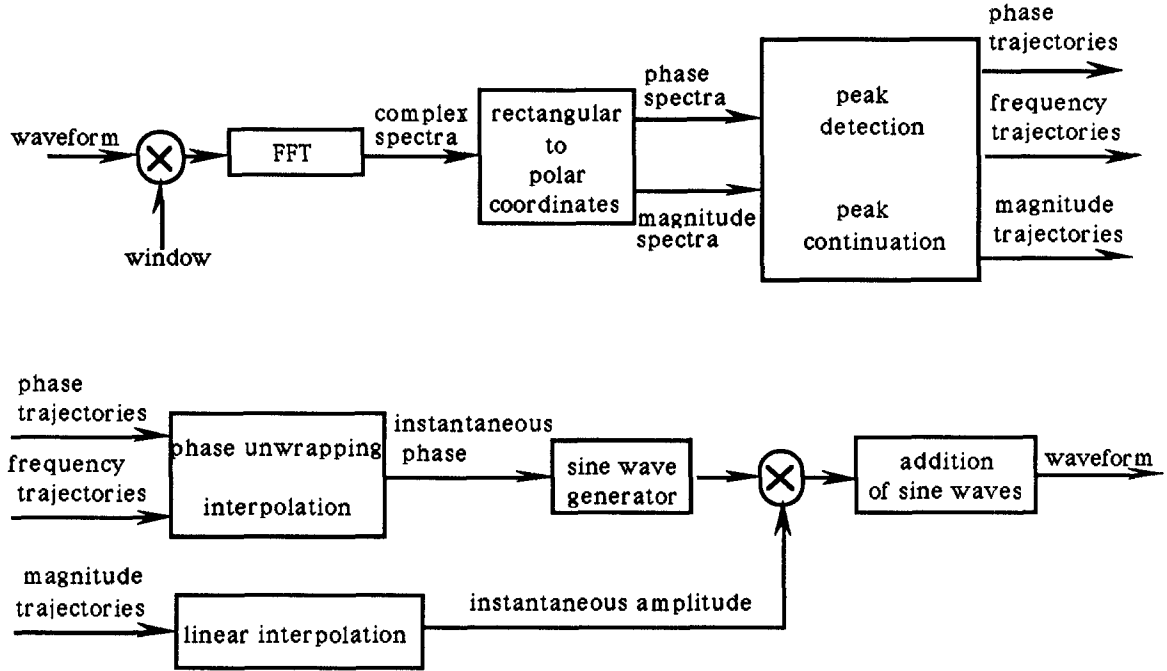 waveform
window
FFT
complex
spectra
rectangular
to
polar
coordinates
phase
spectra
magnitude
spectra
peak
detection
peak
continuation
phase
trajectories
frequency
trajectories
magnitude
trajectories
phase
trajectories
frequency
trajectories
phase unwrapping
interpolation
instantaneous
phase
sine wave
generator
addition
of sine waves
waveform
magnitude
trajectories
linear interpolation
instantaneous amplitude